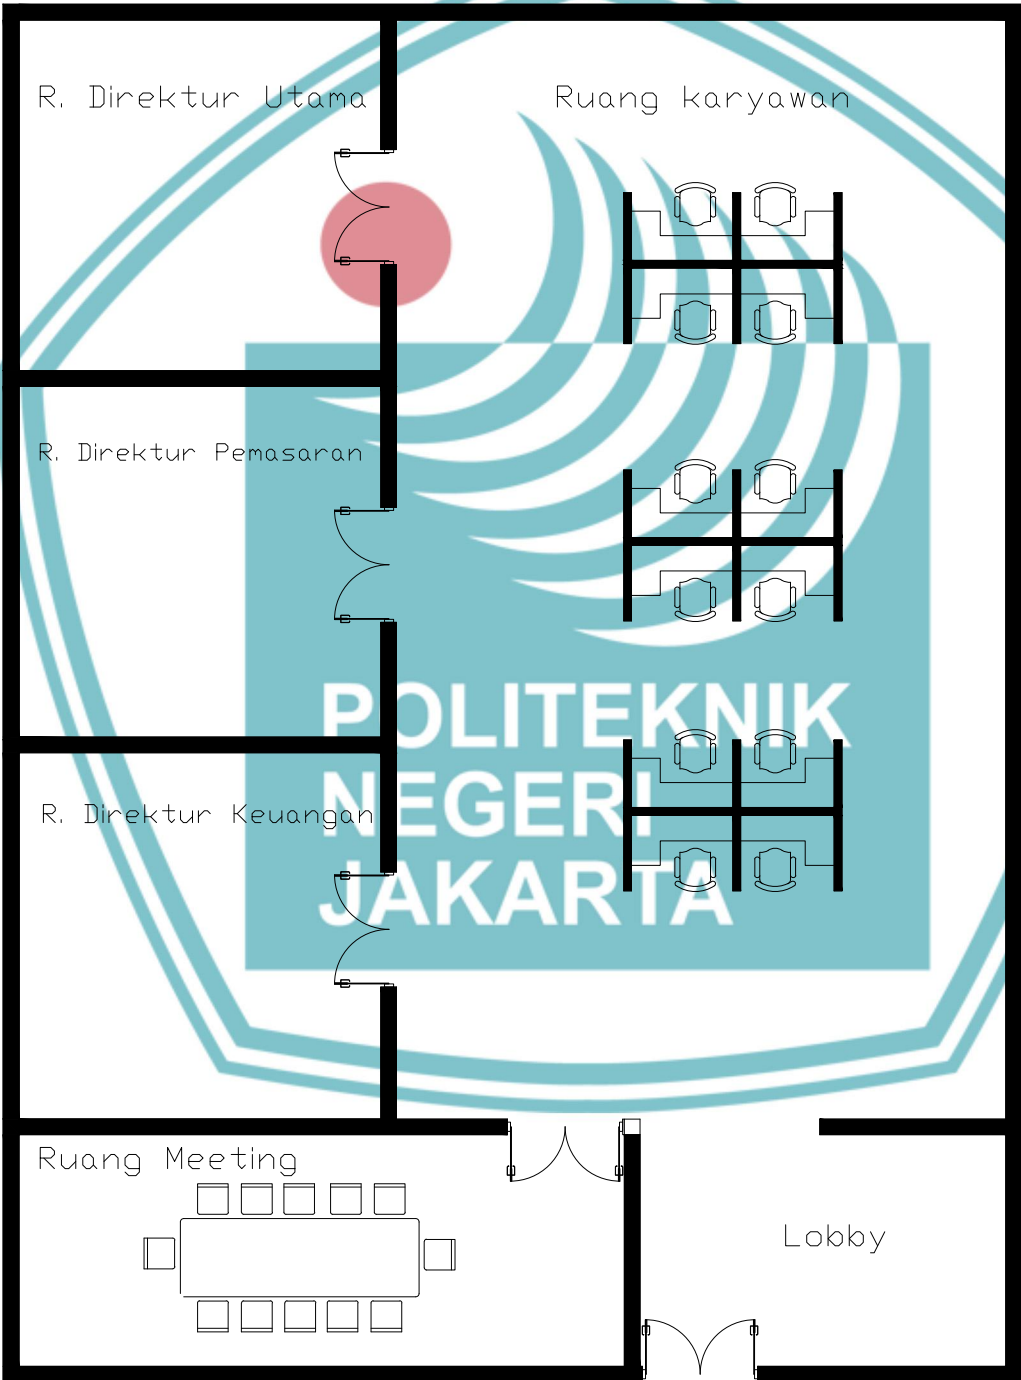 R. Direktur Utama
Ruang karyawan
R. Direktur Pemasaran
POLITEKNIK
NEGERI
JAKARTA
R. Direktur Keuangan
Ruang Meeting
Lobby